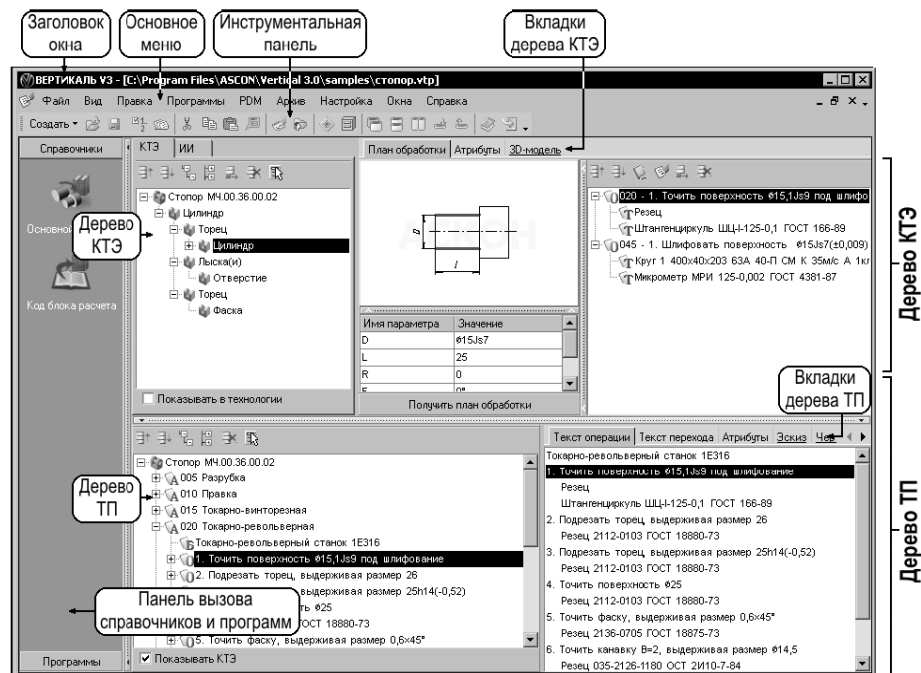 Заголовок окна
Основное меню
Инструментальная панель
Вкладки дерева КТЭ
ВЕРТИКАЛЬ V3 - [C:\Program Files\ASCON\Vertical 3.0\samples\стопор.vtp]
Файл Вид Правка Программы PDM Архив Настройка Окна Справка
Создать
Справочники
КТЭ ИИ
План обработки Атрибуты 3D-модель
Стопор МЧ.00.36.00.02
Цилиндр
Торец
Цилиндр
Лыска(и)
Отверстие
Торец
Фаска
Показывать в технологии
Дерево КТЭ
Основной
Код блока расчета
АСКОН
D
l
Имя параметра Значение
D ø15Js7
L 25
R 0
0°
Получить план обработки
020 - 1. Точить поверхность ø15,1Js9 под шлифо
Резец
Штангенциркуль ШЦ-I-125-0,1 ГОСТ 166-89
045 - 1. Шлифовать поверхность ø15Js7(±0,009)
Круг 1 400х40х203 63А 40-П СМ К 35м/с А 1кл
Микрометр МРИ 125-0,002 ГОСТ 4381-87
Дерево КТЭ
Вкладки дерева ТП
Стопор МЧ.00.36.00.02
005 Разрубка
010 Правка
015 Токарно-винторезная
020 Токарно-револьверная
Токарно-револьверный станок 1Е316
1. Точить поверхность ø15,1Js9 под шлифование
2. Подрезать торец, выдерживая размер 26
выдерживая размер 25h14(-0,52)
ть ø25
ГОСТ 18880-73
5. Точить фаску, выдерживая размер 0,6х45°
Показывать КТЭ
Дерево ТП
Панель вызова справочников и программ
Программы
Текст операции Текст перехода Атрибуты Эскиз Чер
Токарно-револьверный станок 1Е316
1. Точить поверхность ø15,1Js9 под шлифование
Резец
Штангенциркуль ШЦ-I-125-0,1 ГОСТ 166-89
2. Подрезать торец, выдерживая размер 26
Резец 2112-0103 ГОСТ 18880-73
3. Подрезать торец, выдерживая размер 25h14(-0,52)
Резец 2112-0103 ГОСТ 18880-73
4. Точить поверхность ø25
Резец 2112-0103 ГОСТ 18880-73
5. Точить фаску, выдерживая размер 0,6х45°
Резец 2136-0705 ГОСТ 18875-73
6. Точить канавку В=2, выдерживая размер ø14,5
Резец 035-2126-1180 ОСТ 2И10-7-84
Дерево ТП